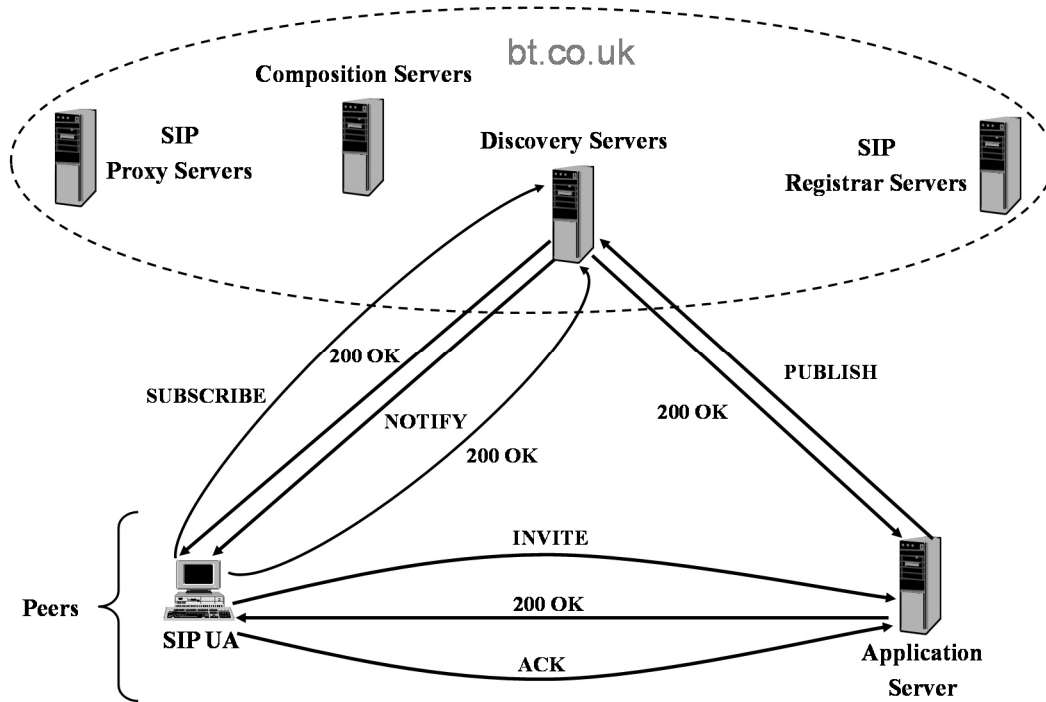 bt.co.uk
Composition Servers
SIP
Proxy Servers
Discovery Servers
SIP
Registrar Servers
200 OK
SUBSCRIBE
NOTIFY
200 OK
PUBLISH
200 OK
INVITE
200 OK
ACK
Peers
SIP UA
Application
Server